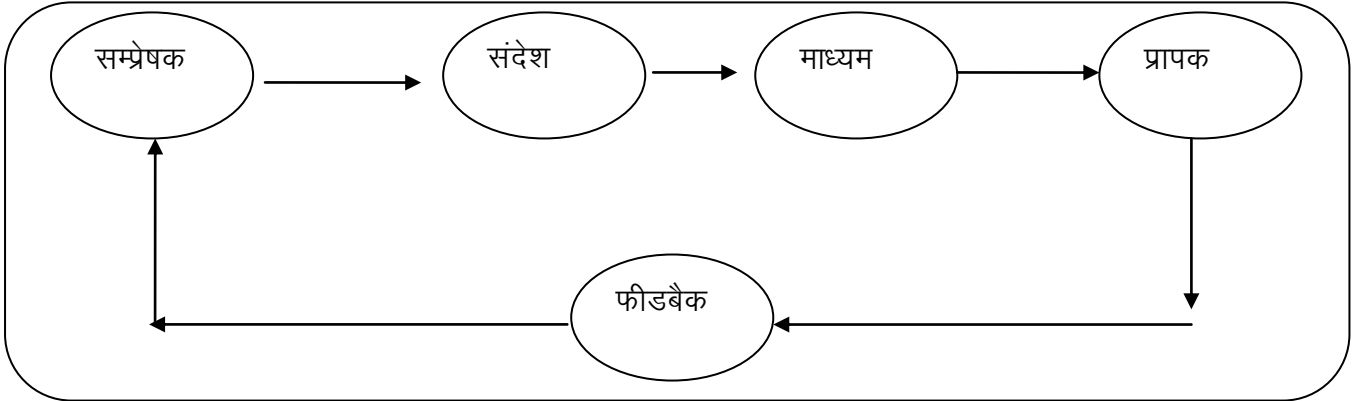 सम्प्रेषक
संदेश
माध्यम
प्रापक
फीडबैक